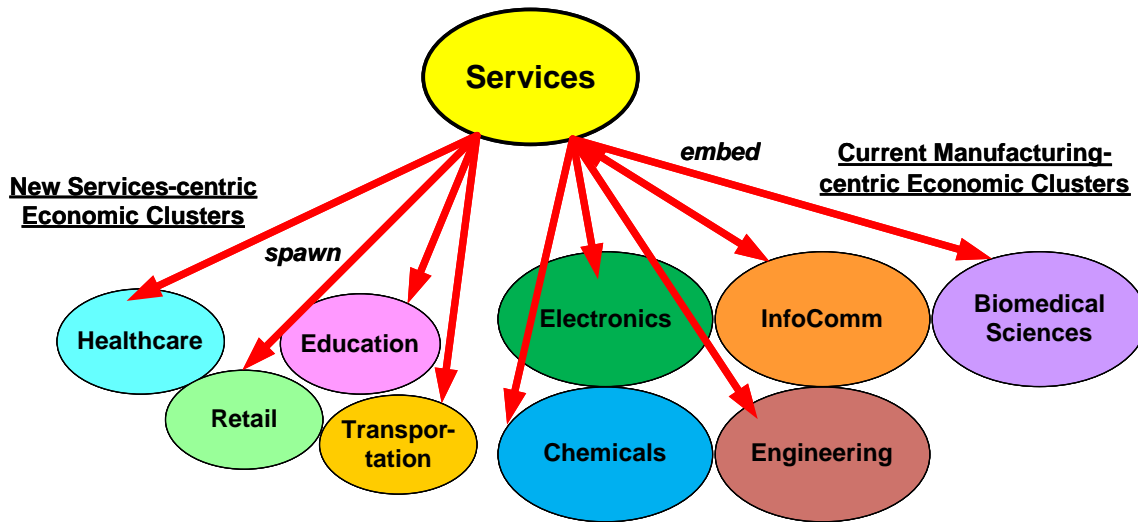 Services
embed
Current Manufacturing-
centric Economic Clusters
New Services-centric
Economic Clusters
spawn
Healthcare
Education
Retail
Transpor-
tation
Electronics
InfoComm
Biomedical
Sciences
Chemicals
Engineering